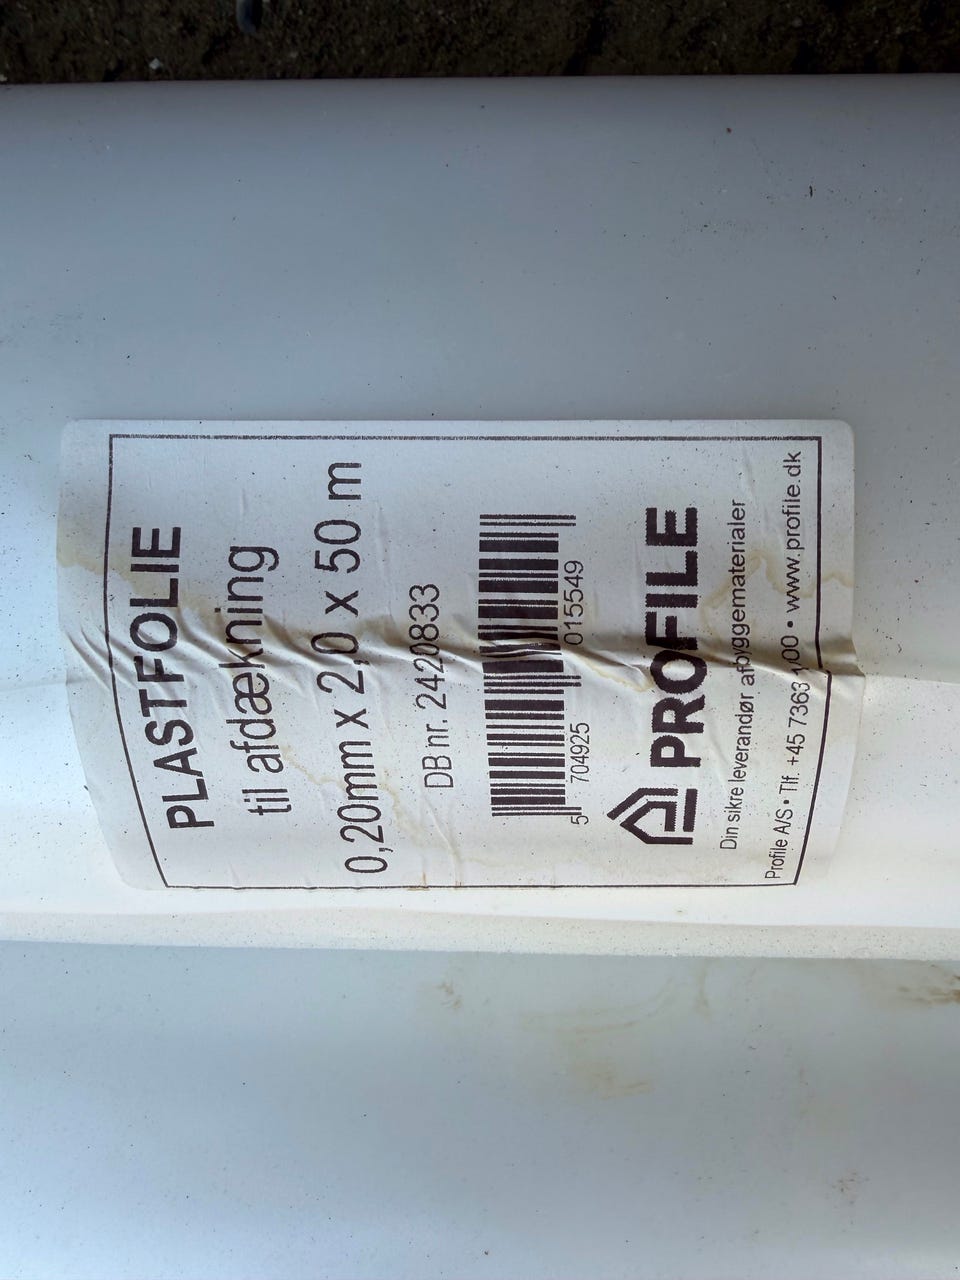 PLASTFOLIE
til afdækning
0,20mm x 2,0 x 50 m
DB nr. 2420833
5 704925 015549
PROFILE
Din sikre leverandør af byggematerialer
Profile A/S • Tlf. +45 7363 • www.profile.dk